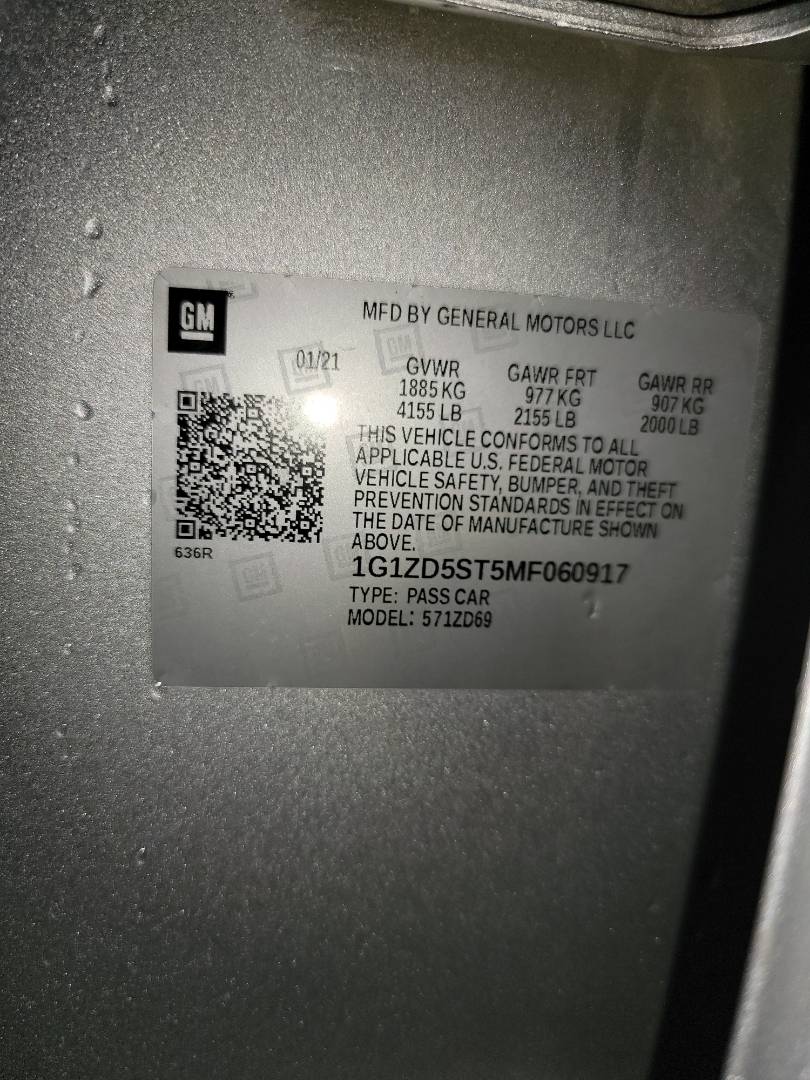 GM
MFD BY GENERAL MOTORS LLC
01/21
GVWR GAWR FRT GAWR RR
1885 KG 977 KG 907 KG
4155 LB 2155 LB 2000 LB
THIS VEHICLE CONFORMS TO ALL
APPLICABLE U.S. FEDERAL MOTOR
VEHICLE SAFETY, BUMPER, AND THEFT
PREVENTION STANDARDS IN EFFECT ON
THE DATE OF MANUFACTURE SHOWN
ABOVE.
636R
1G1ZD5ST5MF060917
TYPE: PASS CAR
MODEL: 571ZD69